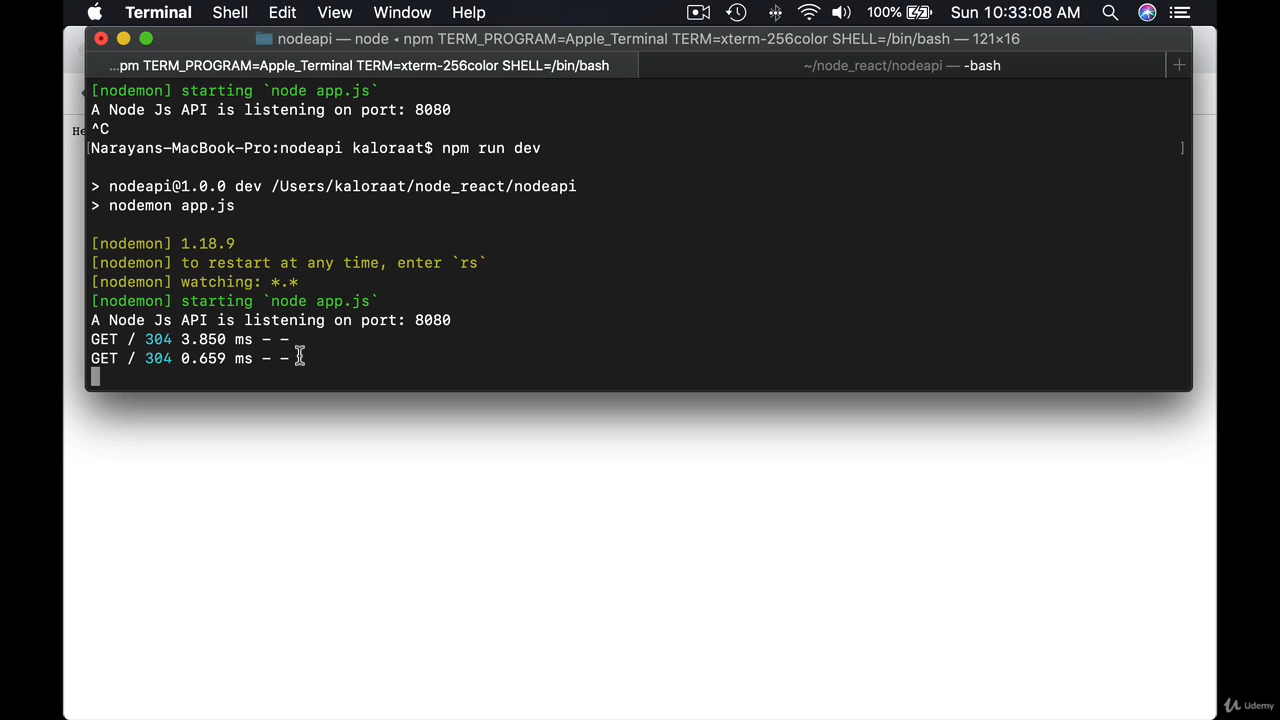 Terminal Shell Edit View Window Help 100% Sun 10:33:08 AM
nodeapi — node ◂ npm TERM_PROGRAM=Apple_Terminal TERM=xterm-256color SHELL=/bin/bash — 121×16
...pm TERM_PROGRAM=Apple_Terminal TERM=xterm-256color SHELL=/bin/bash ~/node_react/nodeapi — -bash +
[nodemon] starting `node app.js`
A Node Js API is listening on port: 8080
^C
[Narayans-MacBook-Pro:nodeapi kaloraat$ npm run dev ]
> nodeapi@1.0.0 dev /Users/kaloraat/node_react/nodeapi
> nodemon app.js
[nodemon] 1.18.9
[nodemon] to restart at any time, enter `rs`
[nodemon] watching: *.*
[nodemon] starting `node app.js`
A Node Js API is listening on port: 8080
GET / 304 3.850 ms - -
GET / 304 0.659 ms - -
Udemy